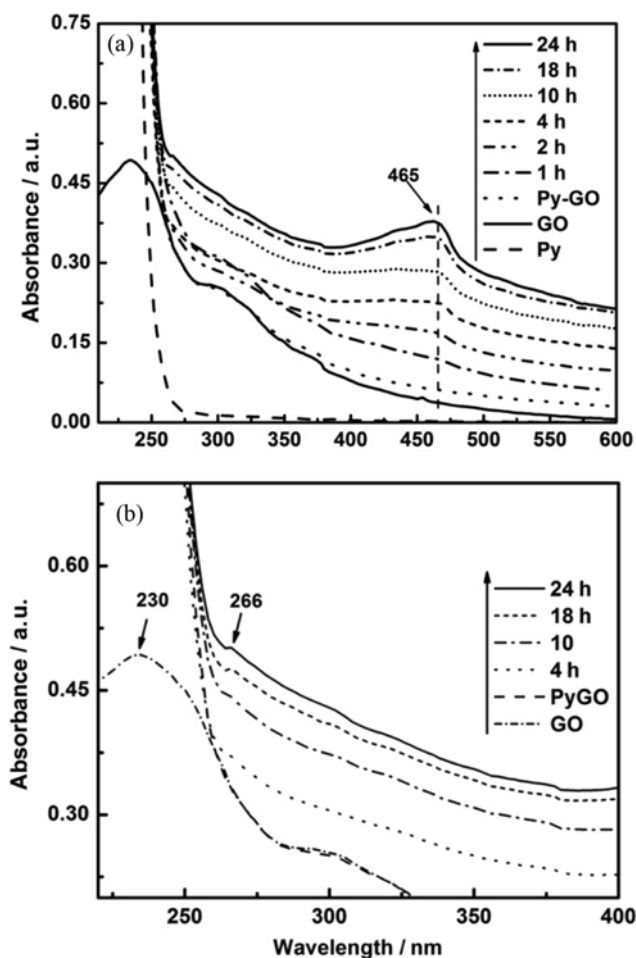 (a)
0.75
0.60
0.45
0.30
0.15
0.00
Absorbance / a.u.
465
24 h
18 h
10 h
4 h
2 h
1 h
Py-GO
GO
Py
250 300 350 400 450 500 550 600
(b)
0.60
0.45
0.30
Absorbance / a.u.
230
266
24 h
18 h
10
4 h
PyGO
GO
250 300 350 400
Wavelength / nm